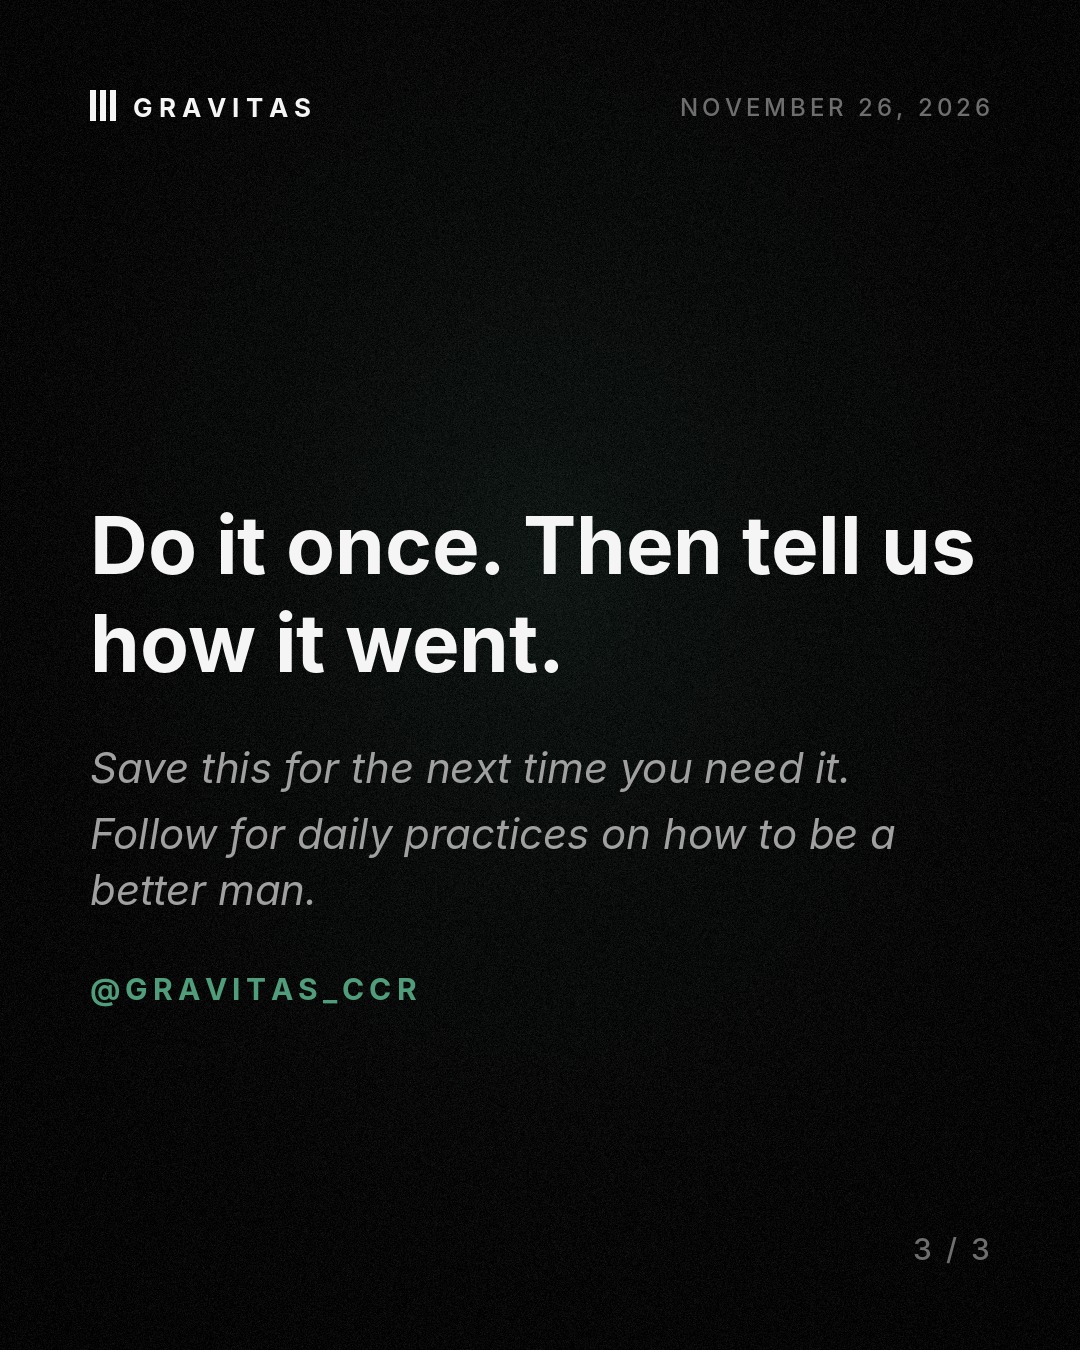 GRAVITAS
NOVEMBER 26, 2026
Do it once. Then tell us
how it went.
Save this for the next time you need it.
Follow for daily practices on how to be a
better man.
@GRAVITAS_CCR
3 / 3